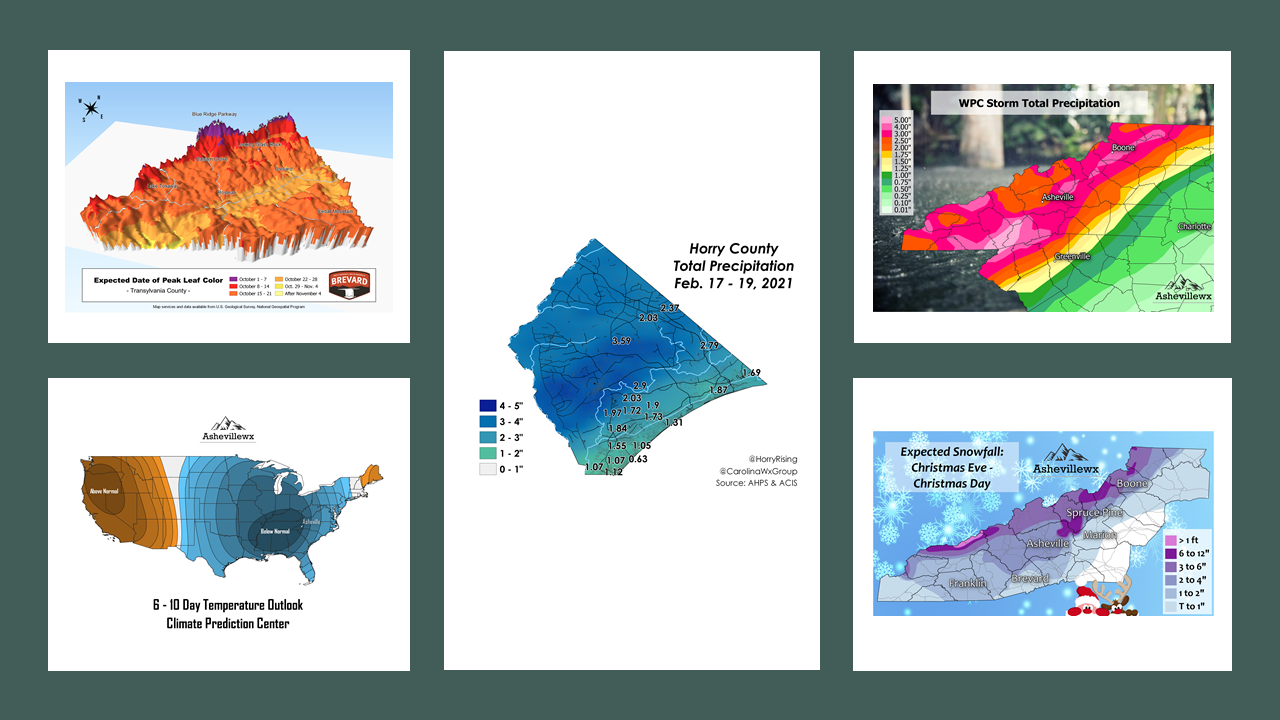 N
W
E
S
Blue Ridge Parkway
Expected Date of Peak Leaf Color
- Transylvania County -
October 1 - 7
October 8 - 14
October 15 - 21
October 22 - 28
Oct. 29 - Nov. 4
After November 4
BREVARD
Map services and data available from U.S. Geological Survey, National Geospatial Program
Ashevillewx
Above Normal
Below Normal
Asheville
6 - 10 Day Temperature Outlook
Climate Prediction Center
Horry County
Total Precipitation
Feb. 17 - 19, 2021
2.37
2.03
3.59
2.79
1.69
2.9
1.87
2.03
1.97
1.72
1.9
1.73
1.31
1.84
1.55
1.05
1.07
0.63
1.07
1.12
4 - 5"
3 - 4"
2 - 3"
1 - 2"
0 - 1"
@HorryRising
@CarolinaWxGroup
Source: AHPS & ACIS
WPC Storm Total Precipitation
5.00"
4.00"
3.00"
2.50"
2.00"
1.75"
1.50"
1.25"
1.00"
0.75"
0.50"
0.25"
0.10"
0.01"
Boone
Asheville
Charlotte
Greenville
Ashevillewx
Expected Snowfall:
Christmas Eve -
Christmas Day
Ashevillewx
Boone
Spruce Pine
Marion
Asheville
Brevard
Franklin
> 1 ft
6 to 12"
3 to 6"
2 to 4"
1 to 2"
T to 1"